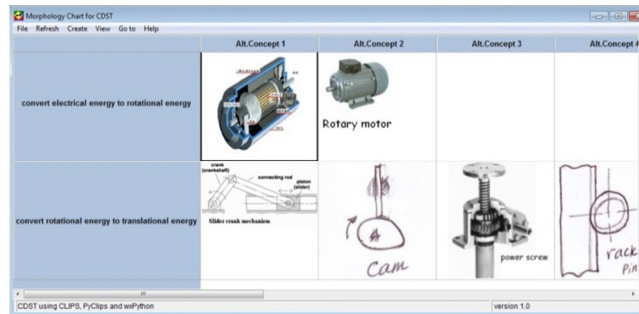 Morphology Chart for CDST
File Refresh Create View Go to Help
Alt.Concept 1 Alt.Concept 2 Alt.Concept 3 Alt.Concept 4
convert electrical energy to rotational energy
Rotary motor
convert rotational energy to translational energy
crank
(crankshaft)
connecting rod
piston
(slider)
Slider crank mechanism
A
Cam
power screw
rack
pin
CDST using CLIPS, PyClips and wxPython version 1.0